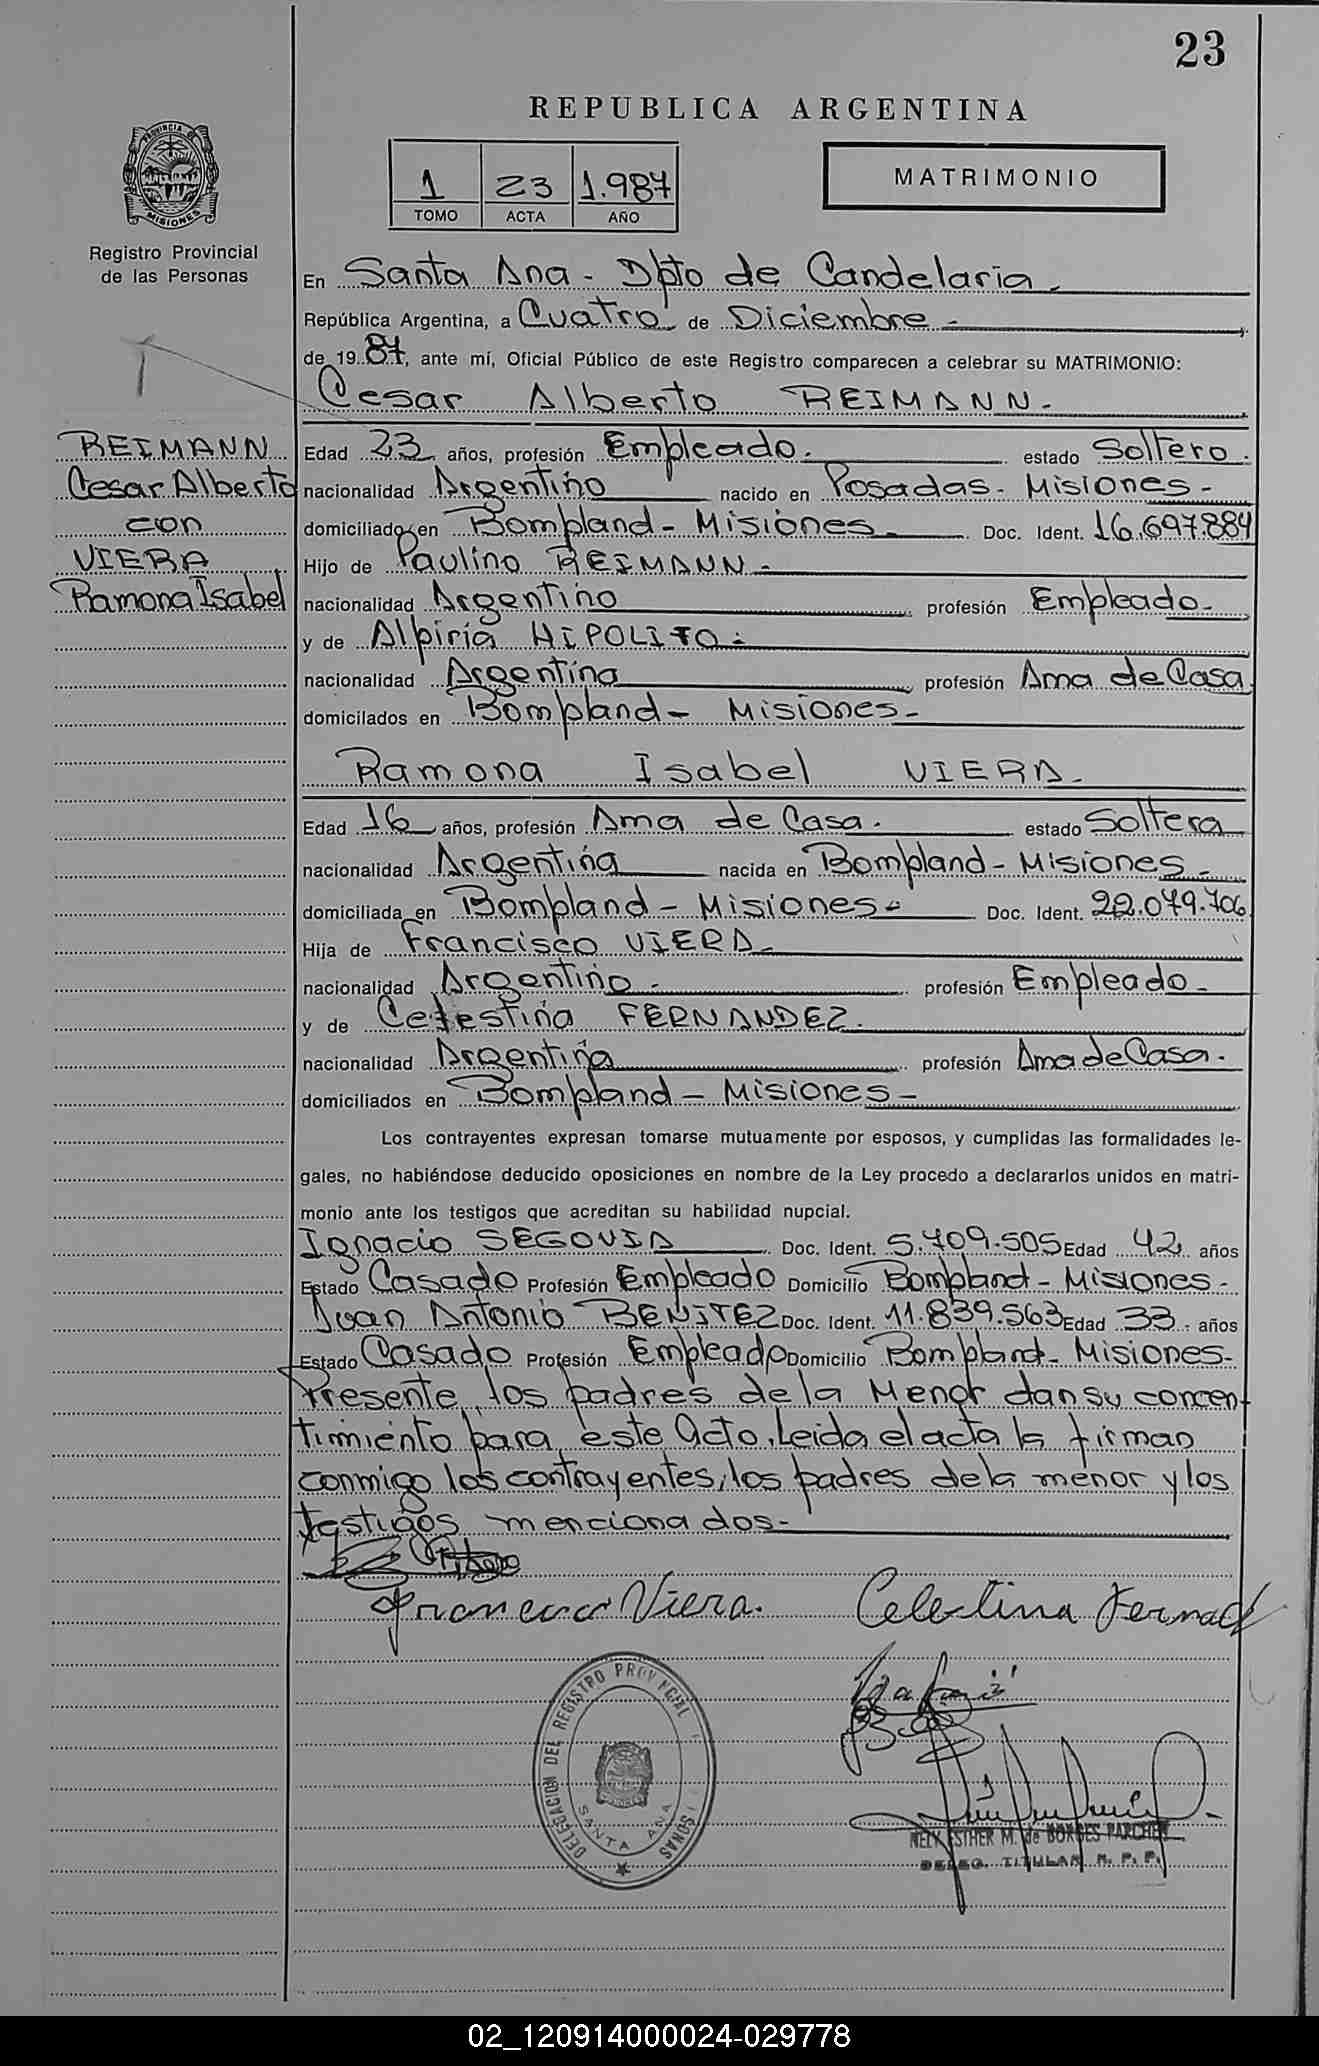 23
REPUBLICA ARGENTINA
PROVINCIA DE
MISIONES
Registro Provincial
de las Personas
1 23 1.987
TOMO ACTA AÑO
MATRIMONIO
En Santa Ana - Dpto de Candelaria.
República Argentina, a Cuatro de Diciembre -
de 19 87, ante mí, Oficial Público de este Registro comparecen a celebrar su MATRIMONIO:
Cesar Alberto REIMANN.
REIMANN
Cesar Alberto
con
VIERA
Ramona Isabel
Edad 23 años, profesión Empleado. estado Soltero.
nacionalidad Argentino nacido en Posadas - Misiones -
domiciliado en Bompland - Misiones Doc. Ident. 16.697.884
Hijo de Paulino REIMANN -
nacionalidad Argentino profesión Empleado -
y de Alpiria HIPOLITO -
nacionalidad Argentina profesión Ama de Casa
domicilados en Bompland - Misiones -
Ramona Isabel VIERA.
Edad 16 años, profesión Ama de Casa. estado Soltera
nacionalidad Argentina nacida en Bompland - Misiones -
domiciliada en Bompland - Misiones - Doc. Ident. 22.079.706
Hija de Francisco VIERA -
nacionalidad Argentino. profesión Empleado -
y de Celestina FERNANDEZ.
nacionalidad Argentina profesión Ama de Casa.
domiciliados en Bompland - Misiones -
Los contrayentes expresan tomarse mutuamente por esposos, y cumplidas las formalidades le-
gales, no habiéndose deducido oposiciones en nombre de la Ley procedo a declararlos unidos en matri-
monio ante los testigos que acreditan su habilidad nupcial.
Ignacio SEGOVIA Doc. Ident. 5.709.505 Edad 42 años
Estado Casado Profesión Empleado Domicilio Bompland - Misiones -
Juan Antonio BENITEZ Doc. Ident. 11.839.563 Edad 33. años
Estado Casado Profesión Empleado Domicilio Bompland - Misiones -
Presente, los padres de la Menor dan su concen-
timiento para este Acto. Leida el acta la firman
conmigo los contrayentes, los padres de la menor y los
testigos mencionados -
Francisco Viera. Celestina Fernad
DELEGACION DEL REGISTRO PROVINCIAL
SANTA ANA
NELY ESTHER M. de BORGES PARCHEN
DELEG. TITULAR R. P. P.
02_120914000024-029778